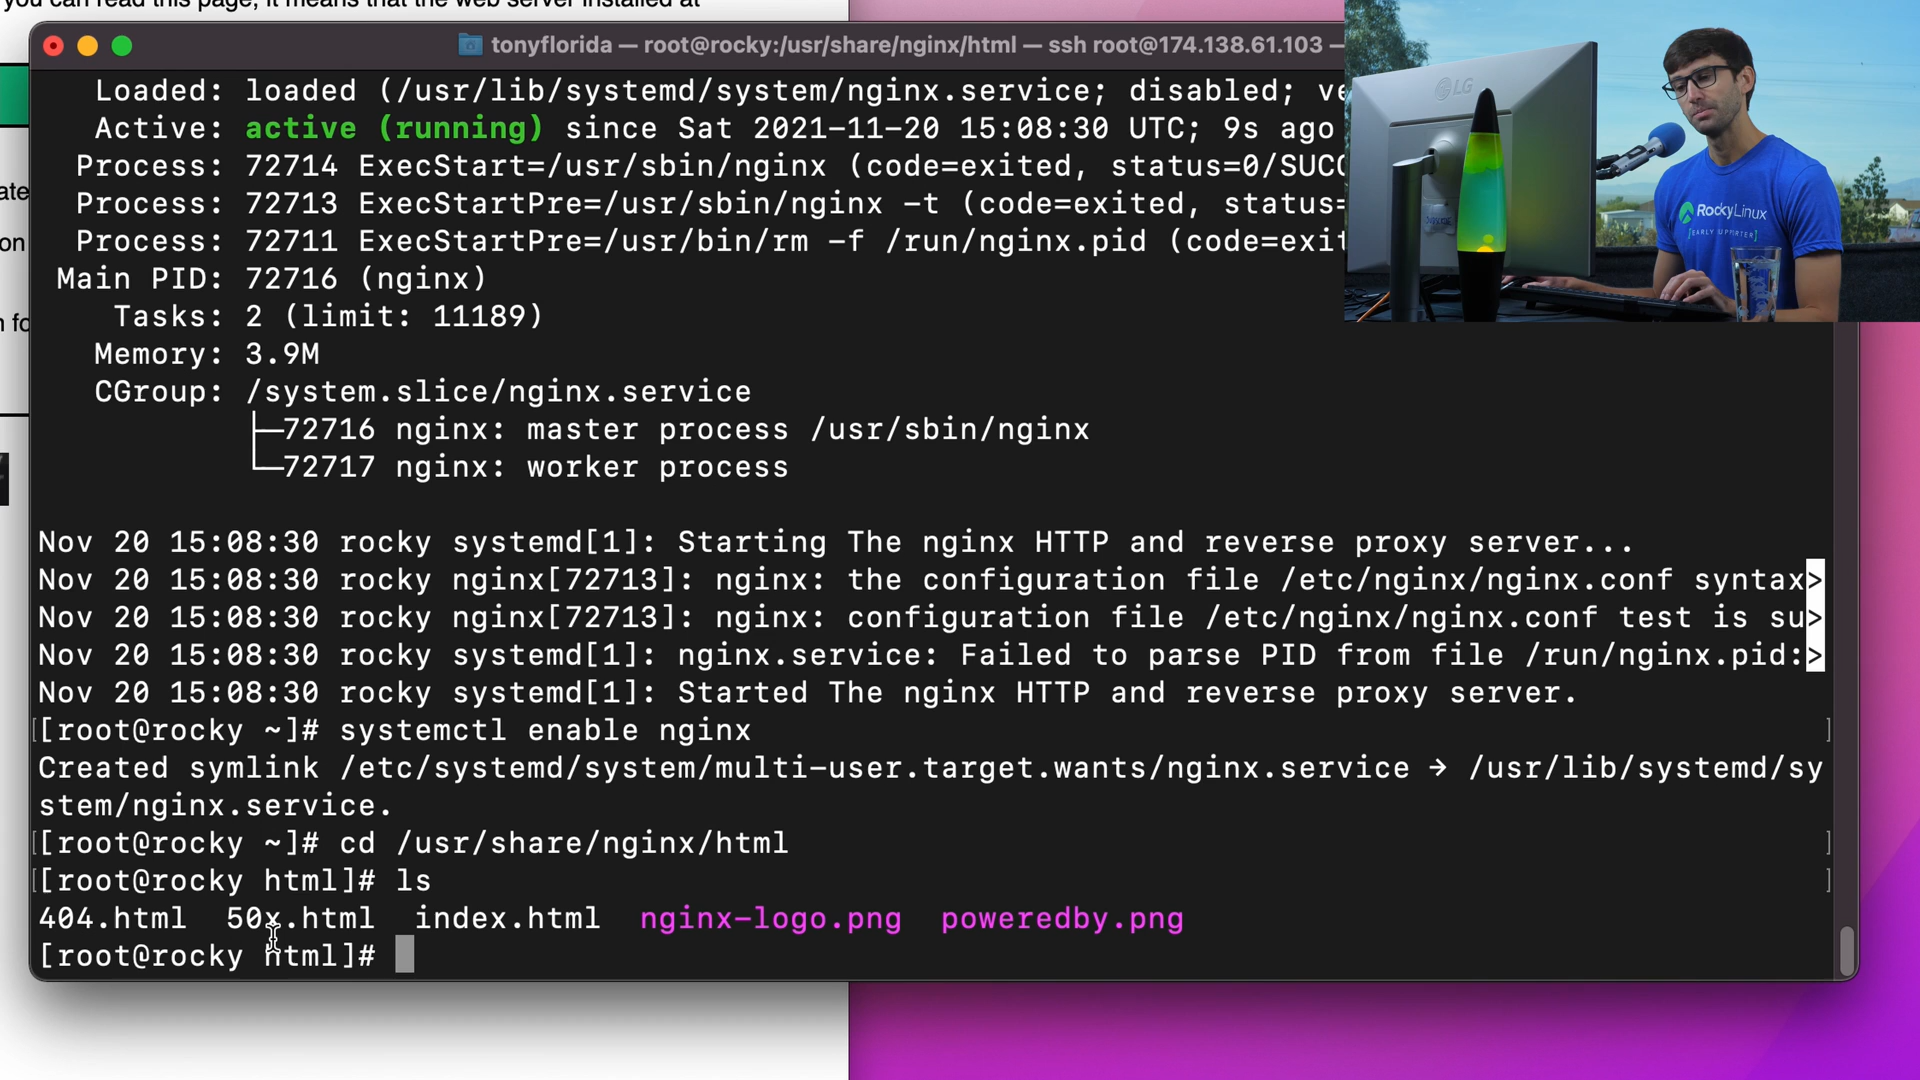 you can read this page, it means that the web server installed at
tonyflorida — root@rocky:/usr/share/nginx/html — ssh root@174.138.61.103 —
Loaded: loaded (/usr/lib/systemd/system/nginx.service; disabled; ve
Active: active (running) since Sat 2021-11-20 15:08:30 UTC; 9s ago
Process: 72714 ExecStart=/usr/sbin/nginx (code=exited, status=0/SUCC
Process: 72713 ExecStartPre=/usr/sbin/nginx -t (code=exited, status=
Process: 72711 ExecStartPre=/usr/bin/rm -f /run/nginx.pid (code=exit
Main PID: 72716 (nginx)
Tasks: 2 (limit: 11189)
Memory: 3.9M
CGroup: /system.slice/nginx.service
├─72716 nginx: master process /usr/sbin/nginx
└─72717 nginx: worker process
Nov 20 15:08:30 rocky systemd[1]: Starting The nginx HTTP and reverse proxy server...
Nov 20 15:08:30 rocky nginx[72713]: nginx: the configuration file /etc/nginx/nginx.conf syntax>
Nov 20 15:08:30 rocky nginx[72713]: nginx: configuration file /etc/nginx/nginx.conf test is su>
Nov 20 15:08:30 rocky systemd[1]: nginx.service: Failed to parse PID from file /run/nginx.pid:>
Nov 20 15:08:30 rocky systemd[1]: Started The nginx HTTP and reverse proxy server.
[[root@rocky ~]# systemctl enable nginx ]
Created symlink /etc/systemd/system/multi-user.target.wants/nginx.service → /usr/lib/systemd/sy
stem/nginx.service.
[[root@rocky ~]# cd /usr/share/nginx/html ]
[[root@rocky html]# ls ]
404.html 50x.html index.html nginx-logo.png poweredby.png
[root@rocky html]#
ate
on
n fo
LG
RockyLinux
[EARLY SUPPORTER]